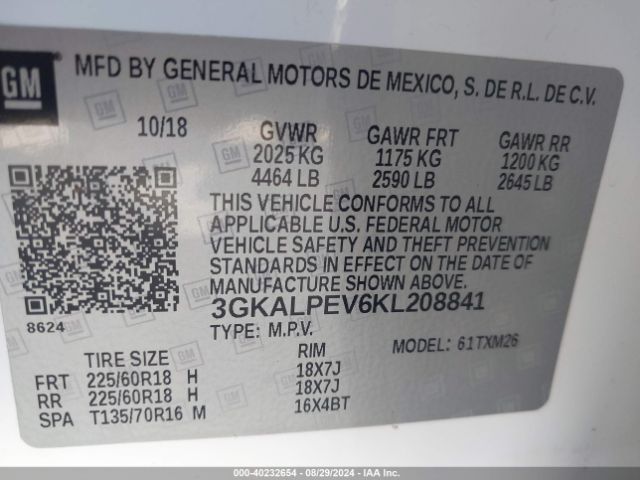 GM
MFD BY GENERAL MOTORS DE MEXICO, S. DE R.L. DE C.V.
10/18 GVWR GAWR FRT GAWR RR
2025 KG 1175 KG 1200 KG
4464 LB 2590 LB 2645 LB
THIS VEHICLE CONFORMS TO ALL
APPLICABLE U.S. FEDERAL MOTOR
VEHICLE SAFETY AND THEFT PREVENTION
STANDARDS IN EFFECT ON THE DATE OF
MANUFACTURE SHOWN ABOVE.
8624 3GKALPEV6KL208841
TYPE: M.P.V. MODEL: 61TXM26
TIRE SIZE RIM
FRT 225/60R18 H 18X7J
RR 225/60R18 H 18X7J
SPA T135/70R16 M 16X4BT
000-40232654 - 08/29/2024 - IAA Inc.